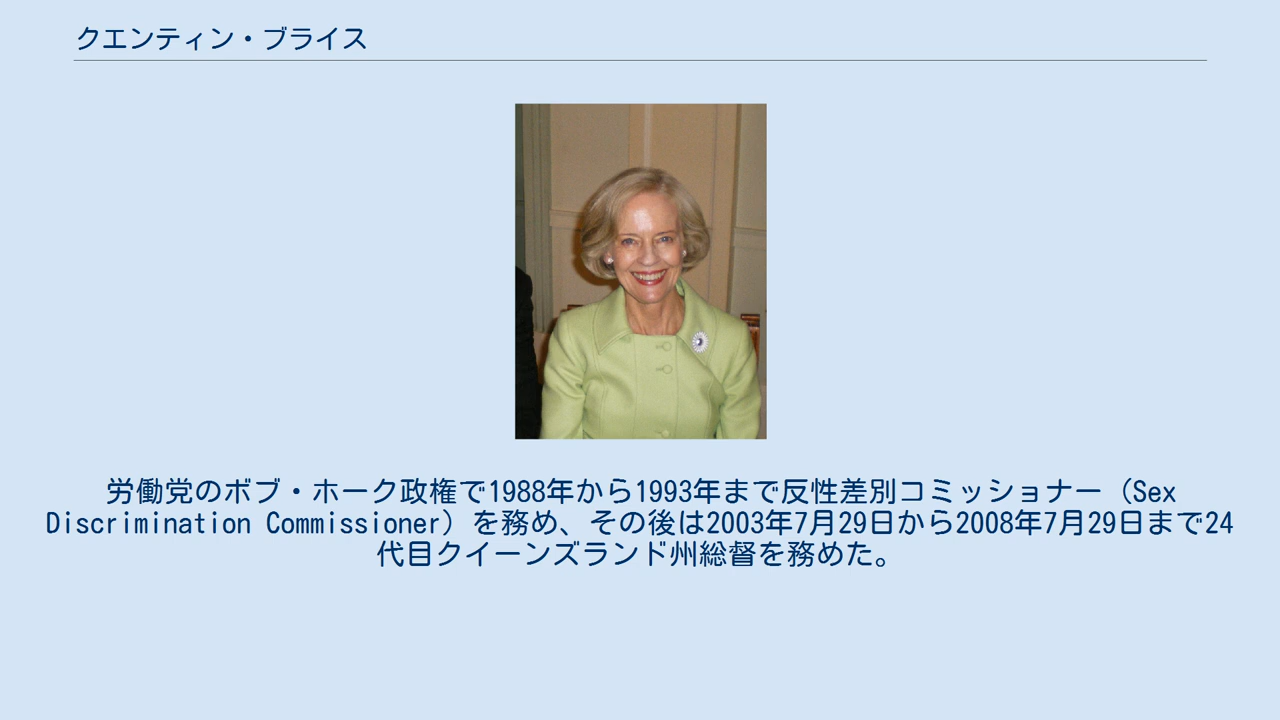 クエンティン・ブライス
労働党のボブ・ホーク政権で1988年から1993年まで反性差別コミッショナー（Sex
Discrimination Commissioner）を務め、その後は2003年7月29日から2008年7月29日まで24
代目クイーンズランド州総督を務めた。